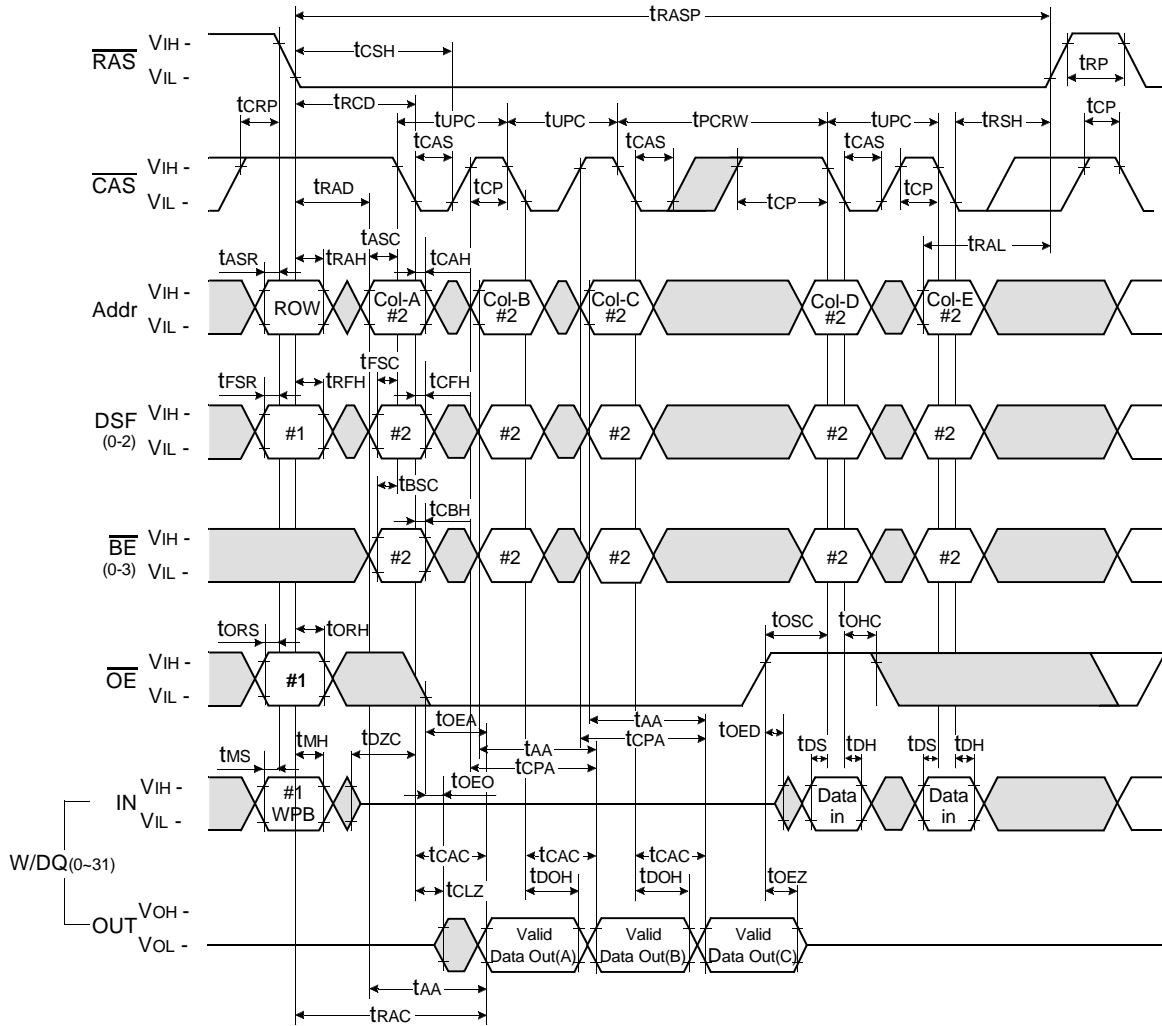 tRASP
RAS
VIH -
VIL -
tCSH
tRP
tCRP
tRCD
tUPC
tUPC
tPCRW
tUPC
tRSH
tCP
CAS
VIH -
VIL -
tCAS
tCAS
tCAS
tCP
tCP
tCP
tRAD
tASC
tRAL
tASR
tRAH
tCAH
Addr
VIH -
VIL -
ROW
Col-A
#2
Col-B
#2
Col-C
#2
Col-D
#2
Col-E
#2
tFSC
tFSR
tRFH
tCFH
DSF
(0-2)
VIH -
VIL -
#1
#2
#2
#2
#2
#2
tBSC
tCBH
BE
(0-3)
VIH -
VIL -
#2
#2
#2
#2
#2
tORS
tORH
tOSC
tOHC
OE
VIH -
VIL -
#1
tOEA
tAA
tAA
tCPA
tCPA
tOED
tMS
tMH
tDZC
tOEO
tDS
tDH
tDS
tDH
IN
VIH -
VIL -
#1
WPB
Data
in
Data
in
W/DQ(0~31)
tCAC
tCAC
tCAC
tCLZ
tDOH
tDOH
tOEZ
OUT
VOH -
VOL -
Valid
Data Out(A)
Valid
Data Out(B)
Valid
Data Out(C)
tAA
tRAC